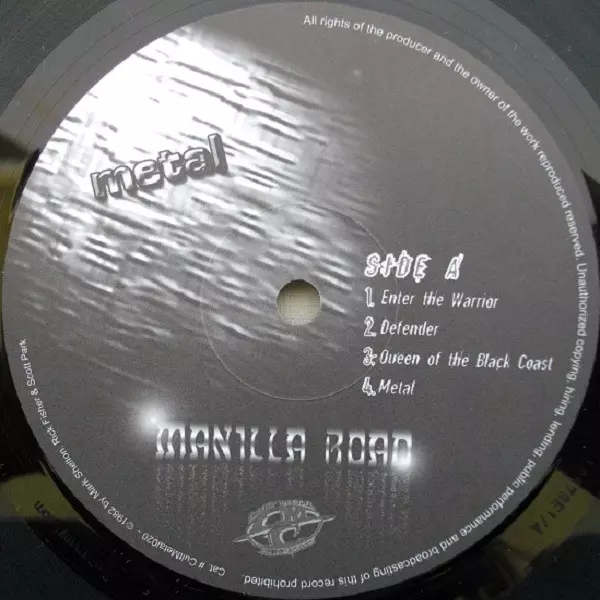 All rights of the producer and the owner of the work reproduced reserved. Unauthorized copying, hiring, lending, public performance and broadcasting of this record prohibited.
metal
SIDE A
1. Enter the Warrior
2. Defender
3. Queen of the Black Coast
4. Metal
MANILLA ROAD
Cat. # CultMetal020 - ©1982 by Mark Shelton, Rick Fisher & Scott Park